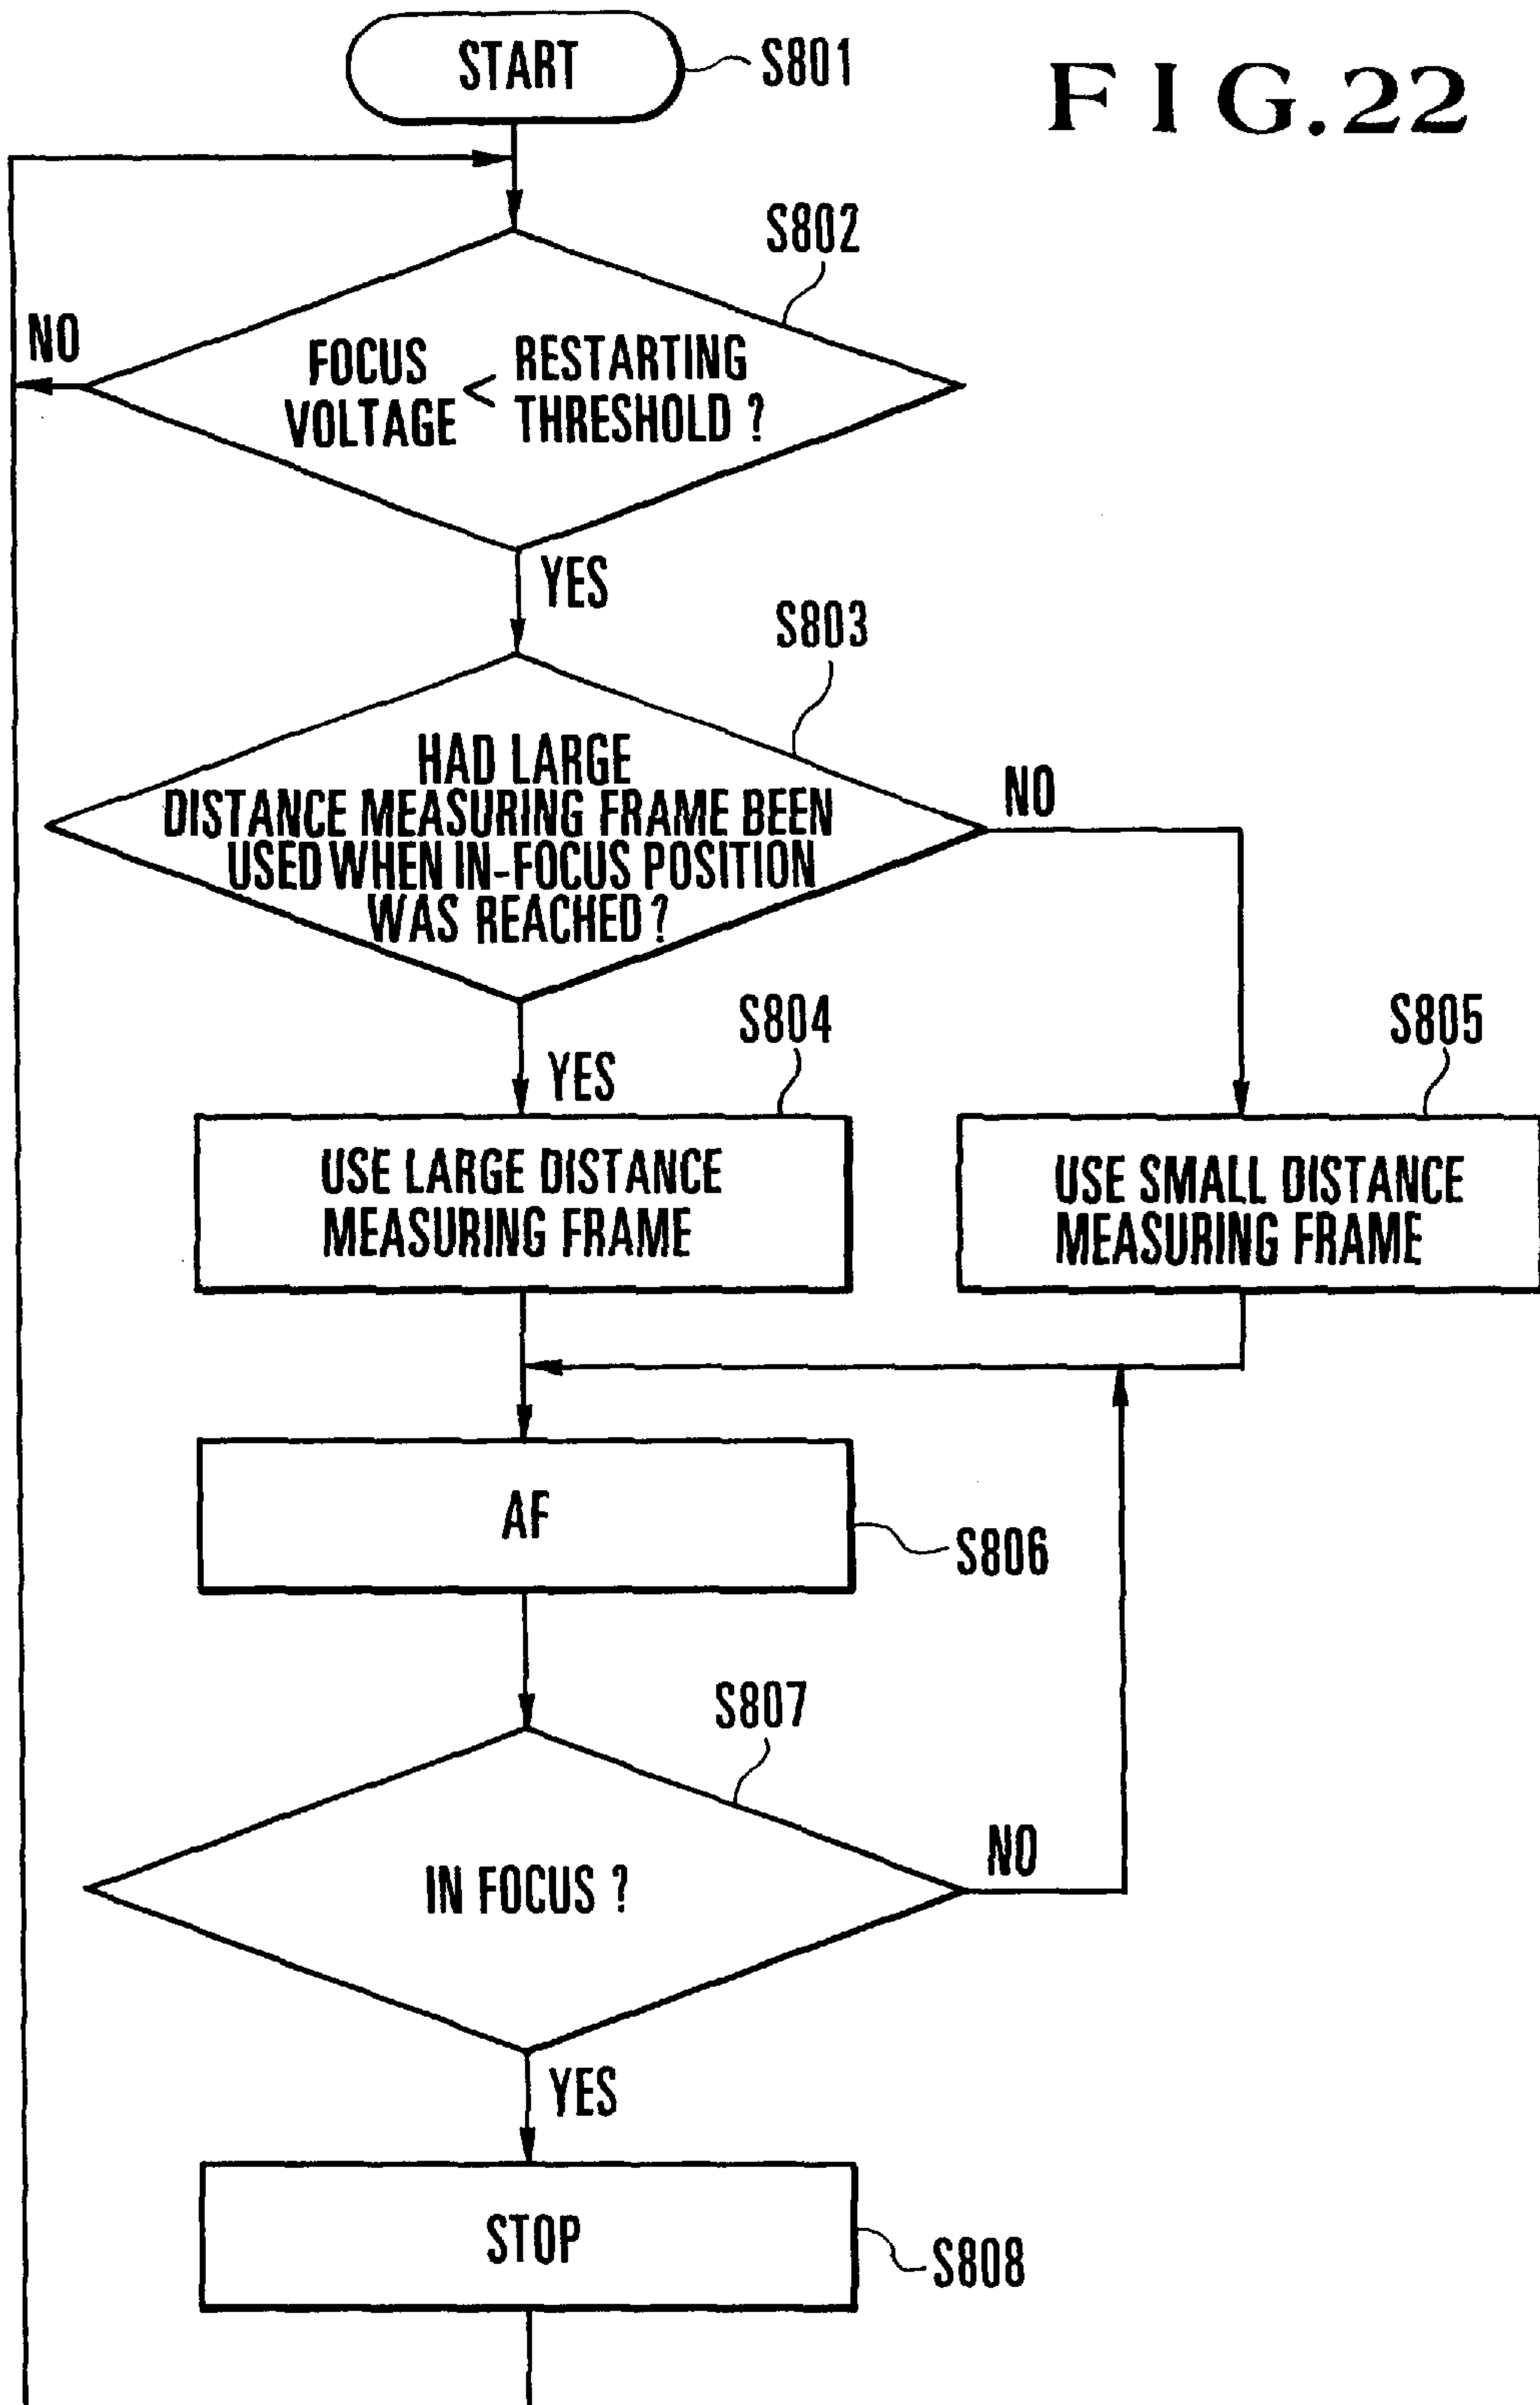 START
S801
F I G.22
S802
NO
FOCUS
VOLTAGE
<
RESTARTING
THRESHOLD ?
YES
S803
HAD LARGE
DISTANCE MEASURING FRAME BEEN
USED WHEN IN-FOCUS POSITION
WAS REACHED ?
NO
S804
S805
YES
USE LARGE DISTANCE
MEASURING FRAME
USE SMALL DISTANCE
MEASURING FRAME
AF
S806
S807
IN FOCUS ?
NO
YES
STOP
S808